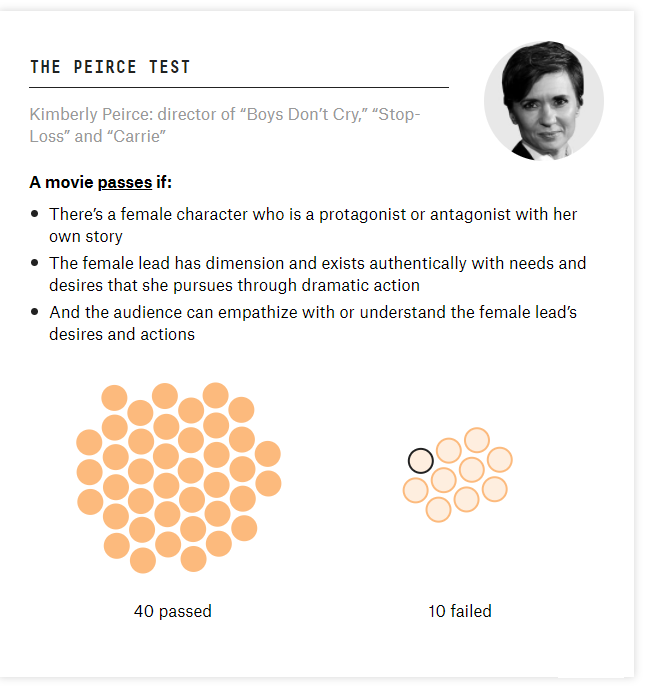 THE PEIRCE TEST
Kimberly Peirce: director of “Boys Don’t Cry,” “Stop-
Loss” and “Carrie”
A movie passes if:
• There’s a female character who is a protagonist or antagonist with her
own story
• The female lead has dimension and exists authentically with needs and
desires that she pursues through dramatic action
• And the audience can empathize with or understand the female lead’s
desires and actions
40 passed
10 failed